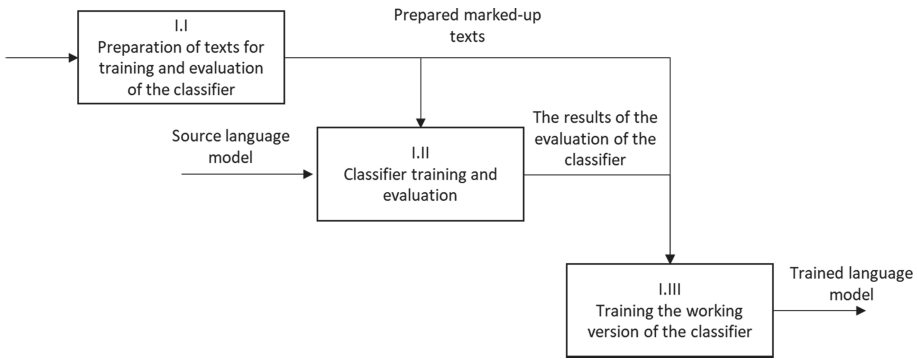 I.I
Preparation of texts for
training and evaluation
of the classifier
Prepared marked-up
texts
Source language
model
I.II
Classifier training and
evaluation
The results of the
evaluation of the
classifier
I.III
Training the working
version of the classifier
Trained language
model